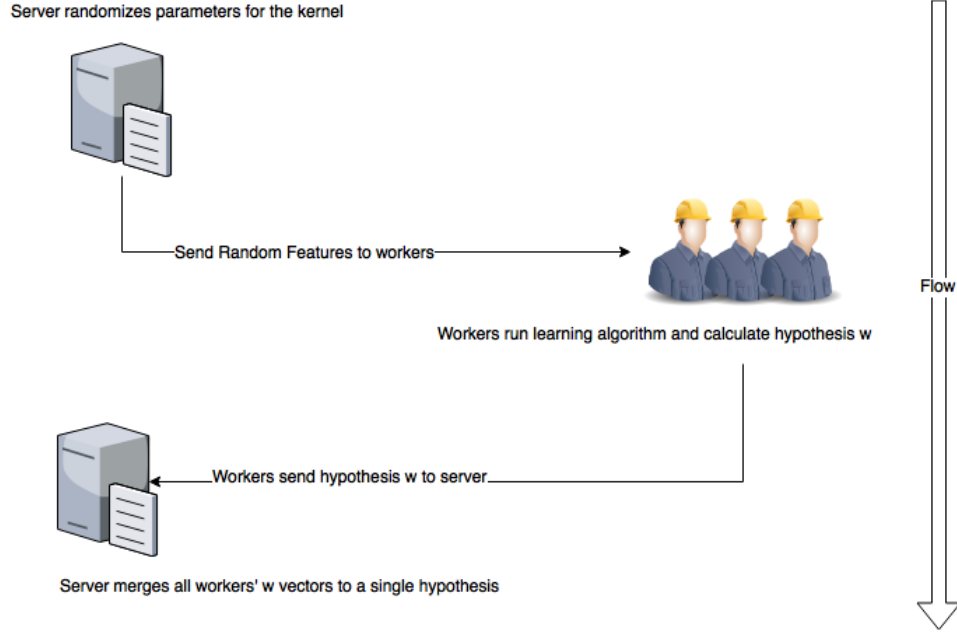 Server randomizes parameters for the kernel
Send Random Features to workers
Flow
Workers run learning algorithm and calculate hypothesis w
Workers send hypothesis w to server
Server merges all workers' w vectors to a single hypothesis